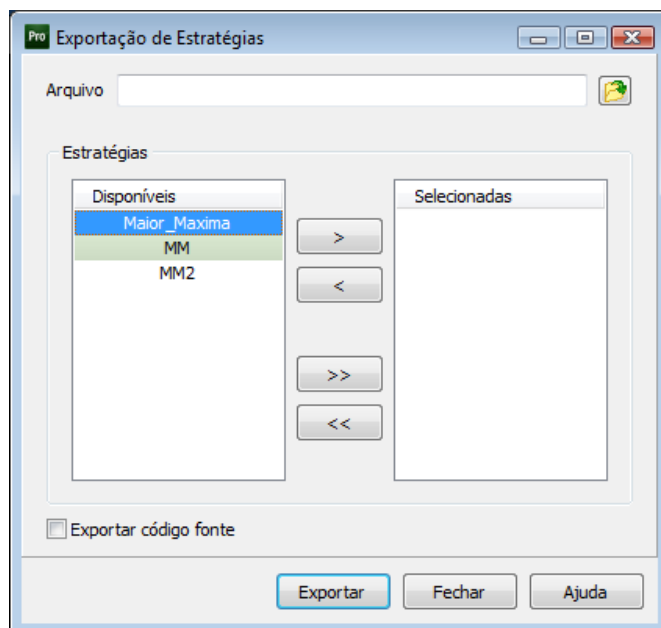 Pro Exportação de Estratégias
Arquivo
Estratégias
Disponíveis
Selecionadas
Maior_Maxima
MM
MM2
>
<
>>
<<
Exportar código fonte
Exportar Fechar Ajuda